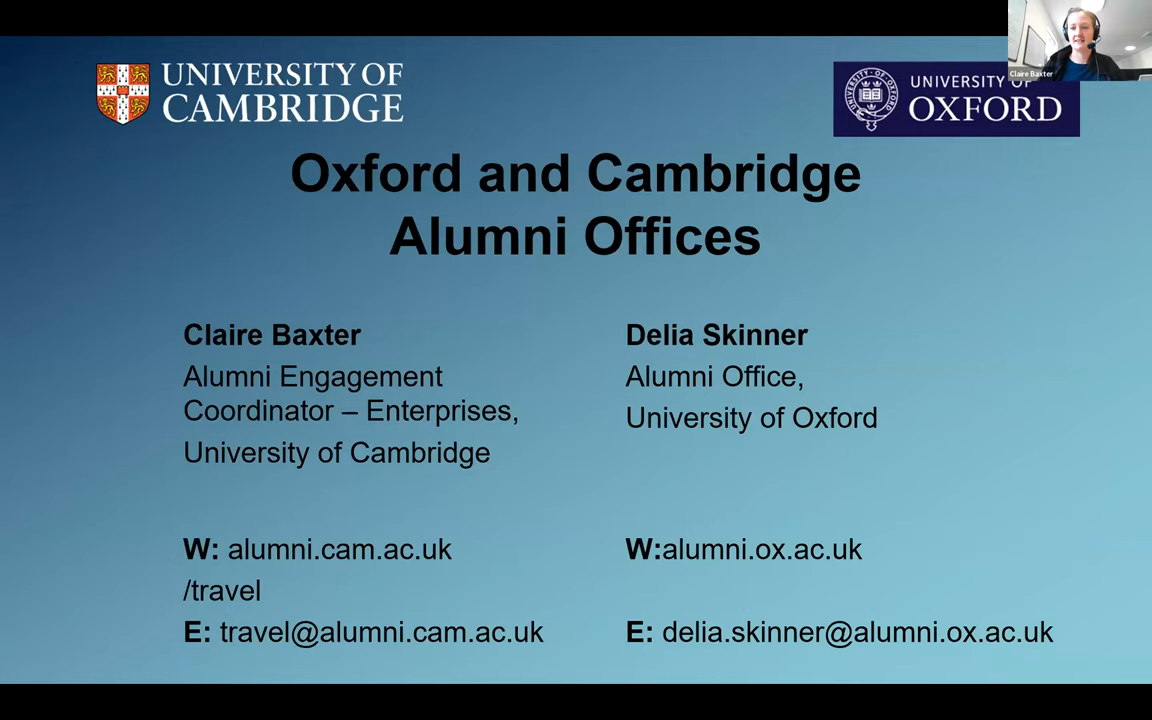 UNIVERSITY OF
CAMBRIDGE
Claire Baxter
UNIVERSITY OF
OXFORD
Oxford and Cambridge
Alumni Offices
Claire Baxter
Alumni Engagement
Coordinator – Enterprises,
University of Cambridge
W: alumni.cam.ac.uk
/travel
E: travel@alumni.cam.ac.uk
Delia Skinner
Alumni Office,
University of Oxford
W:alumni.ox.ac.uk
E: delia.skinner@alumni.ox.ac.uk